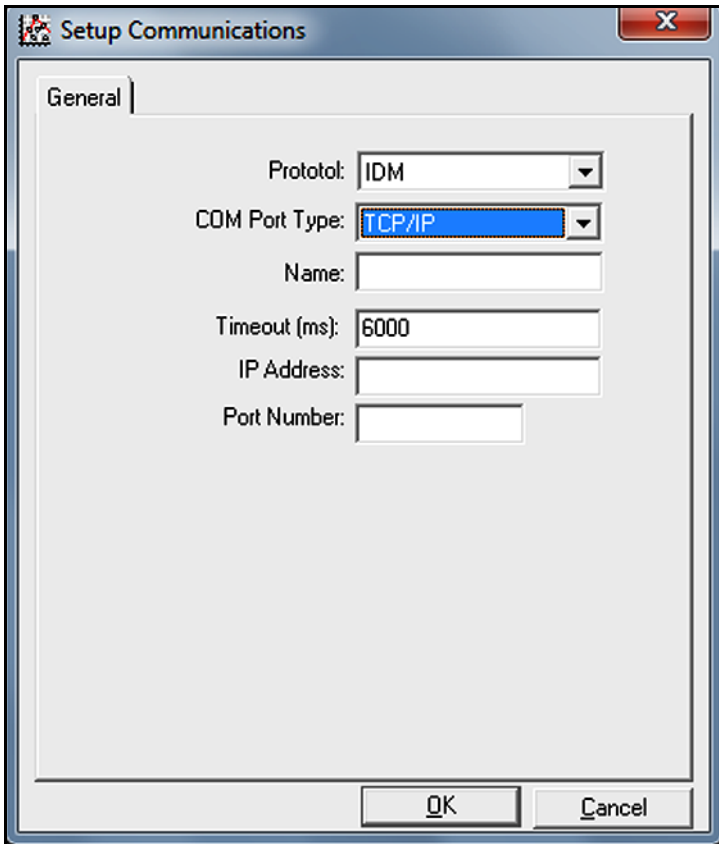 Setup Communications
General
Prototol: IDM
COM Port Type: TCP/IP
Name:
Timeout (ms): 6000
IP Address:
Port Number:
OK Cancel